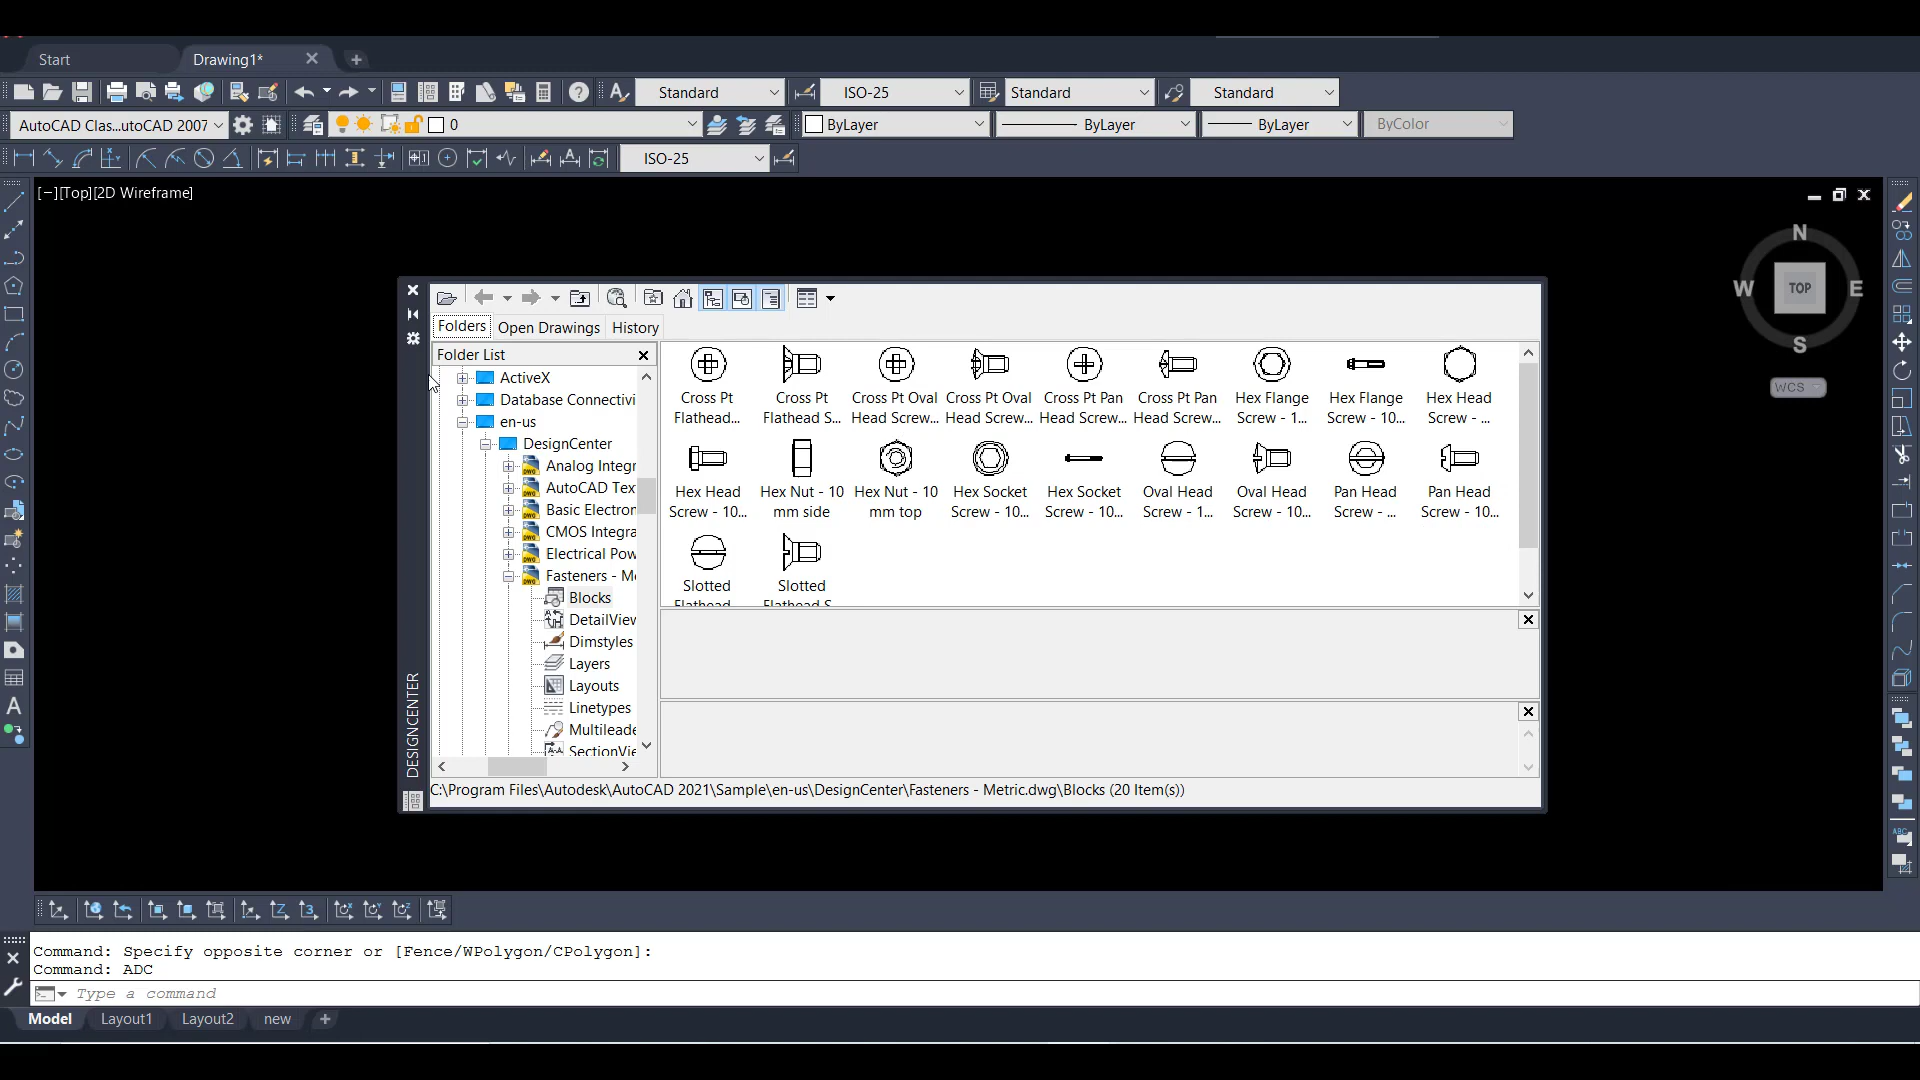 Start
Drawing1*
Standard
ISO-25
Standard
Standard
AutoCAD Clas...utoCAD 2007
0
ByLayer
ByLayer
ByLayer
ByColor
ISO-25
[−][Top][2D Wireframe]
N
W
TOP
E
S
WCS
Folders
Open Drawings
History
Folder List
ActiveX
Database Connectivi
en-us
DesignCenter
Analog Integr
AutoCAD Tex
Basic Electror
CMOS Integra
Electrical Pow
Fasteners - Me
Blocks
DetailView
Dimstyles
Layers
Layouts
Linetypes
Multileade
SectionVie
Cross Pt
Flathead...
Cross Pt
Flathead S...
Cross Pt Oval
Head Screw...
Cross Pt Oval
Head Screw...
Cross Pt Pan
Head Screw...
Cross Pt Pan
Head Screw...
Hex Flange
Screw - 1...
Hex Flange
Screw - 10...
Hex Head
Screw - ...
Hex Head
Screw - 10...
Hex Nut - 10
mm side
Hex Nut - 10
mm top
Hex Socket
Screw - 10...
Hex Socket
Screw - 10...
Oval Head
Screw - 1...
Oval Head
Screw - 10...
Pan Head
Screw - ...
Pan Head
Screw - 10...
Slotted
Flathead
Slotted
Flathead S
DESIGNCENTER
C:\Program Files\Autodesk\AutoCAD 2021\Sample\en-us\DesignCenter\Fasteners - Metric.dwg\Blocks (20 Item(s))
Command: Specify opposite corner or [Fence/WPolygon/CPolygon]:
Command: ADC
Type a command
Model
Layout1
Layout2
new